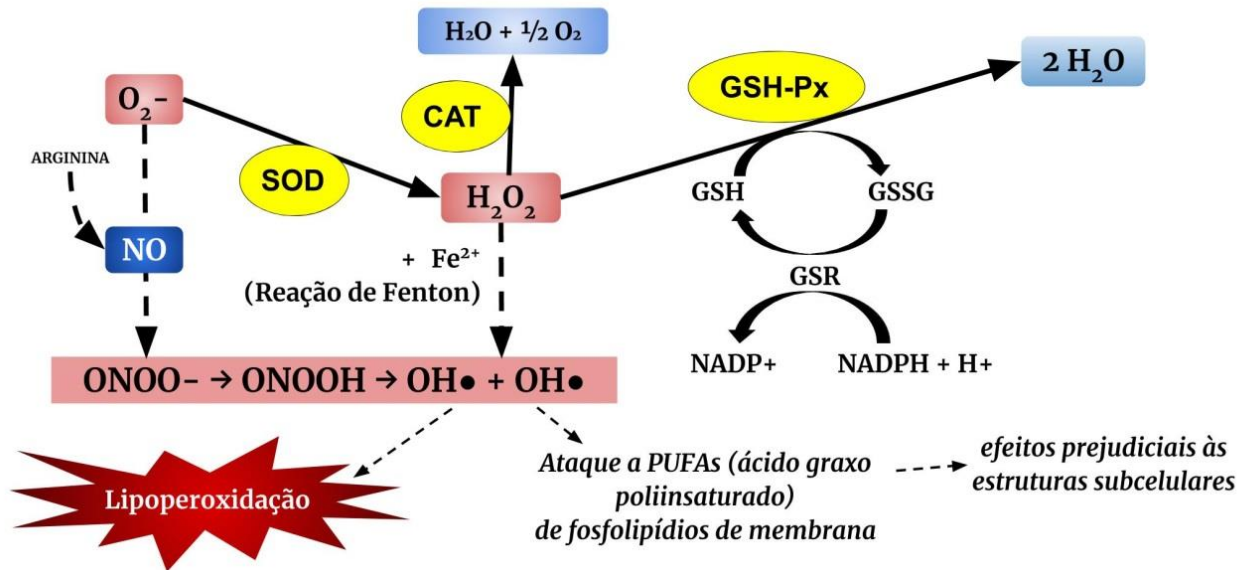 H₂O + ½ O₂
2 H₂O
GSH-Px
O₂-
CAT
ARGININA
SOD
H₂O₂
GSH
GSSG
NO
+ Fe²⁺
(Reação de Fenton)
GSR
NADP+
NADPH + H+
ONOO- → ONOOH → OH● + OH●
Lipoperoxidação
Ataque a PUFAs (ácido graxo
poliinsaturado)
de fosfolipídios de membrana
efeitos prejudiciais às
estruturas subcelulares